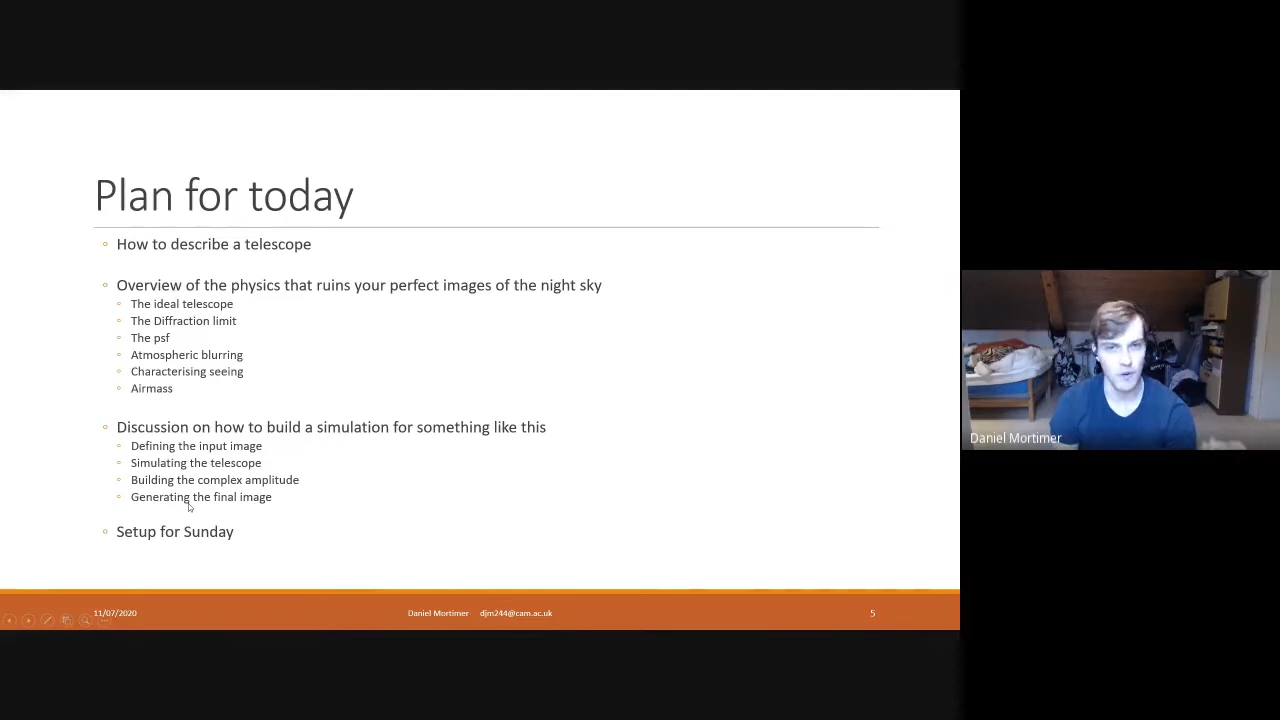 Plan for today
How to describe a telescope
Overview of the physics that ruins your perfect images of the night sky
The ideal telescope
The Diffraction limit
The psf
Atmospheric blurring
Characterising seeing
Airmass
Discussion on how to build a simulation for something like this
Defining the input image
Simulating the telescope
Building the complex amplitude
Generating the final image
Setup for Sunday
11/07/2020
Daniel Mortimer djm244@cam.ac.uk
5
Daniel Mortimer